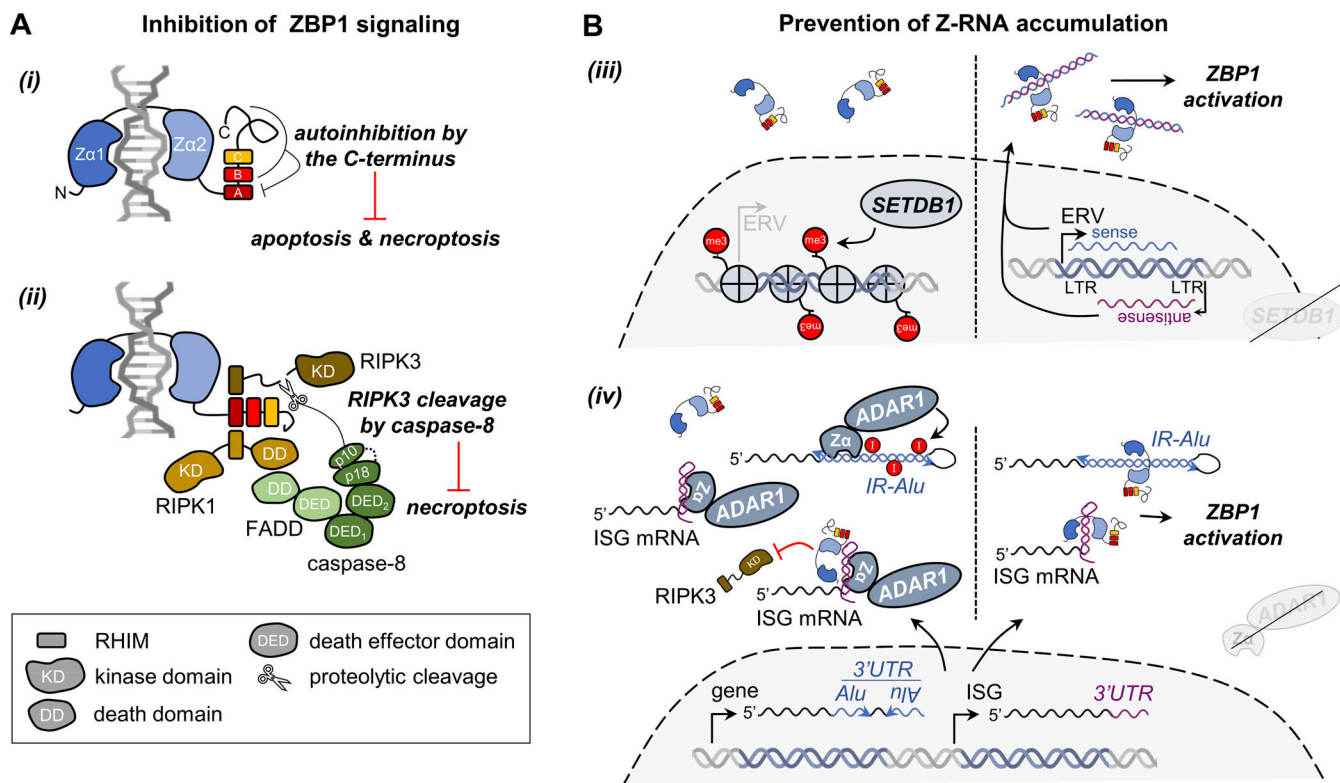 A
Inhibition of ZBP1 signaling
(i)
Zα1
Zα2
N
C
C
B
A
autoinhibition by
the C-terminus
apoptosis & necroptosis
(ii)
KD
RIPK3
RIPK3 cleavage
by caspase-8
necroptosis
KD
DD
RIPK1
DD
DED
FADD
p10
p18
DED2
DED1
caspase-8
RHIM
KD
kinase domain
DD
death domain
DED
death effector domain
proteolytic cleavage
B
Prevention of Z-RNA accumulation
(iii)
ZBP1
activation
SETDB1
ERV
me3
me3
me3
me3
ERV
sense
LTR
LTR
antisense
SETDB1
(iv)
ADAR1
Zα
I
I
I
5'
IR-Alu
Zα
ADAR1
5'
ISG mRNA
KD
RIPK3
Zα
ADAR1
5'
ISG mRNA
IR-Alu
5'
5'
ISG mRNA
ZBP1
activation
ADAR1
Zα
gene
5'
3'UTR
Alu
Alu
ISG
5'
3'UTR